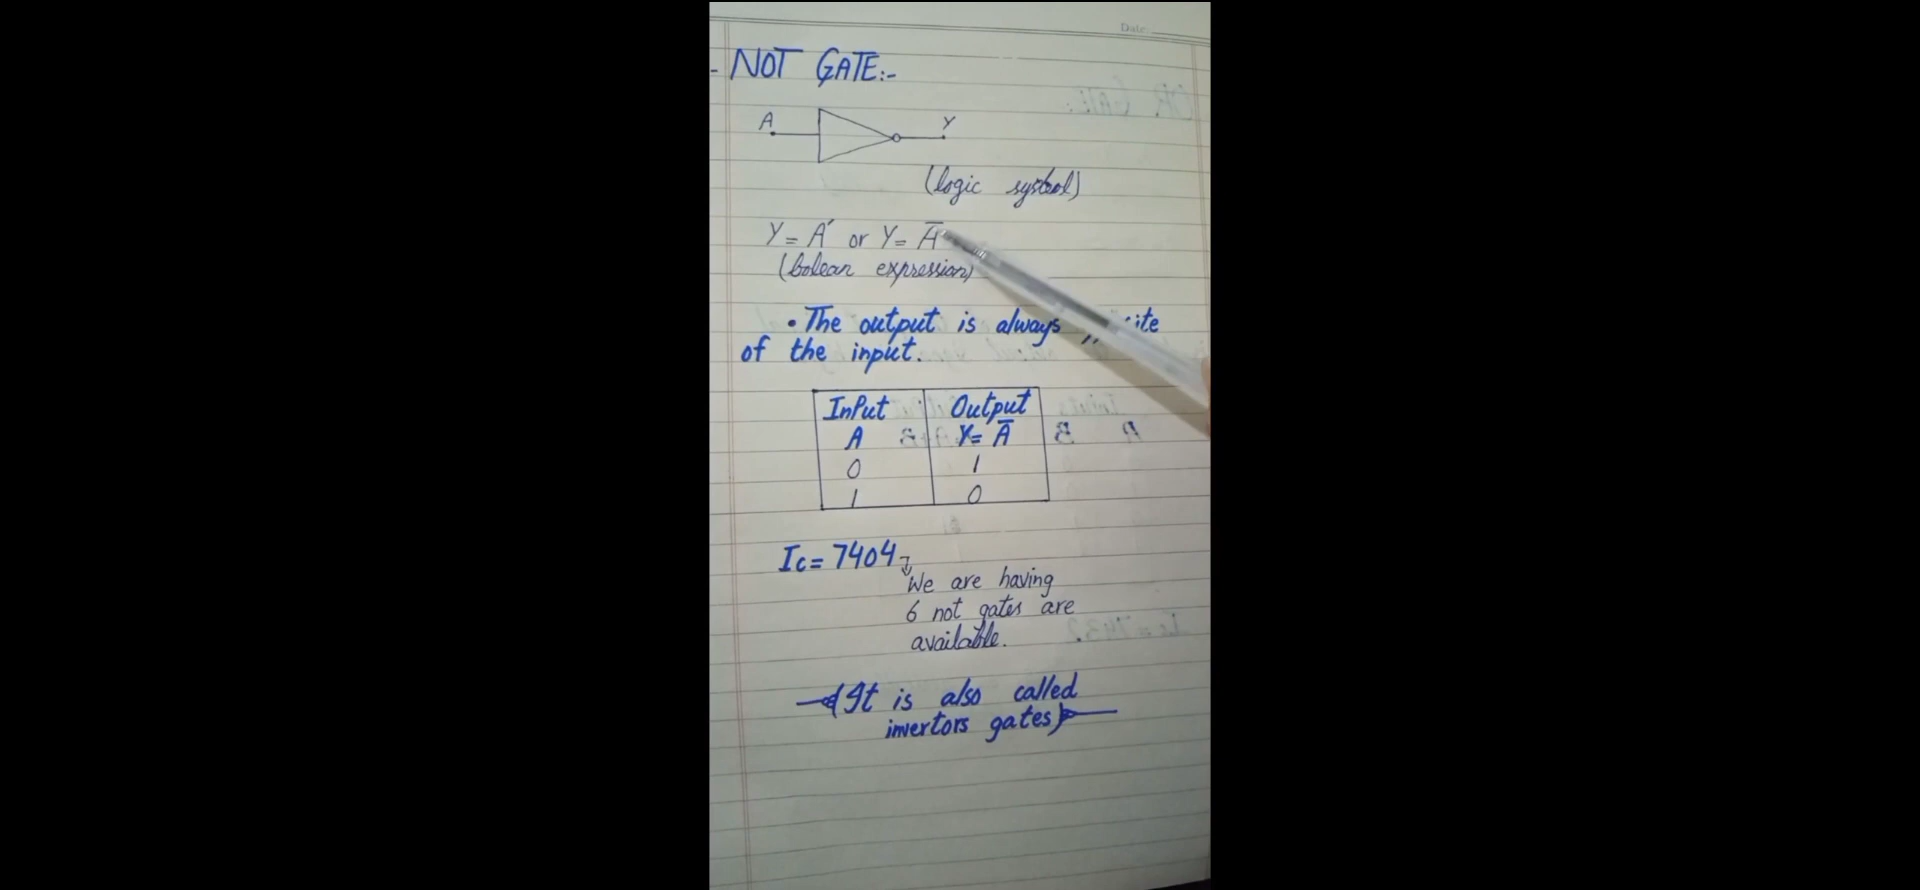 Date
- NOT GATE:-
A Y
(logic symbol)
Y = A' or Y = A̅
(bolean expression)
• The output is always
of the input.
InPut Output
A Y= A̅
0 1
1 0
Ic = 7404
We are having
6 not gates are
available.
(It is also called
invertors gates)